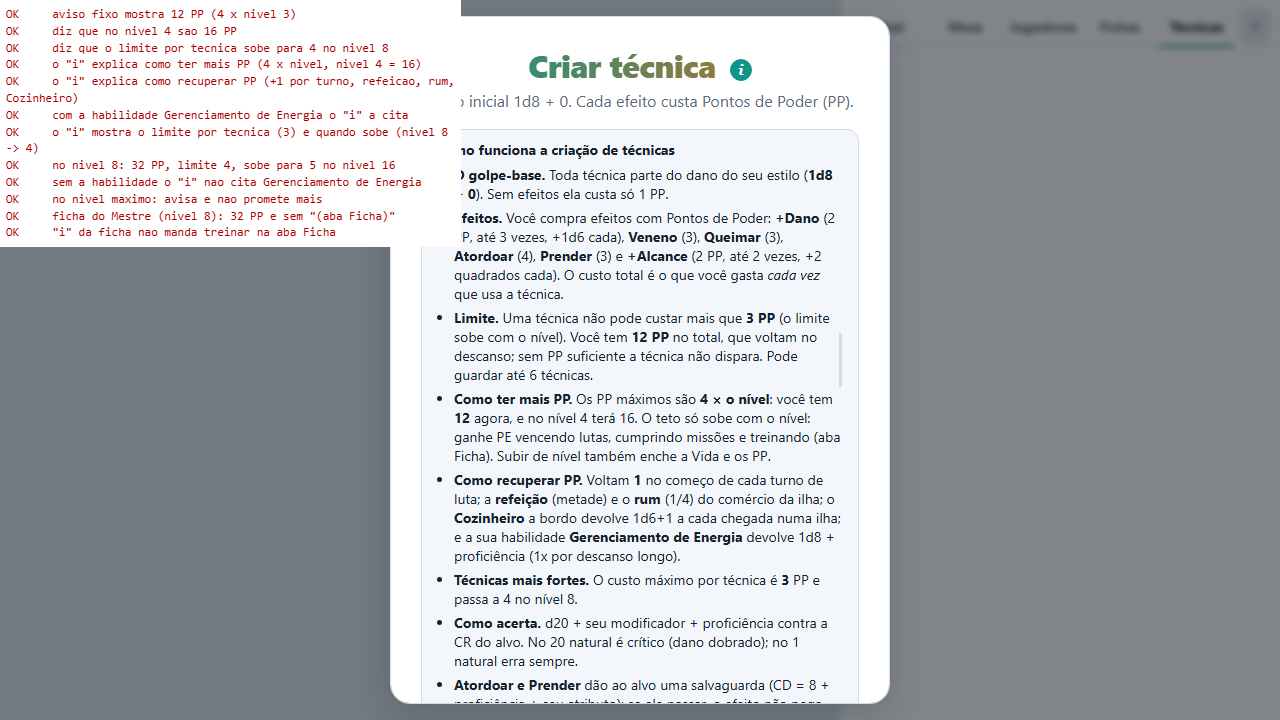 OK aviso fixo mostra 12 PP (4 x nivel 3)
OK diz que no nivel 4 sao 16 PP
OK diz que o limite por tecnica sobe para 4 no nivel 8
OK o "i" explica como ter mais PP (4 x nivel, nivel 4 = 16)
OK o "i" explica como recuperar PP (+1 por turno, refeicao, rum,
Cozinheiro)
OK com a habilidade Gerenciamento de Energia o "i" a cita
OK o "i" mostra o limite por tecnica (3) e quando sobe (nivel 8
-> 4)
OK no nivel 8: 32 PP, limite 4, sobe para 5 no nivel 16
OK sem a habilidade o "i" nao cita Gerenciamento de Energia
OK no nivel maximo: avisa e nao promete mais
OK ficha do Mestre (nivel 8): 32 PP e sem "(aba Ficha)"
OK "i" da ficha nao manda treinar na aba Ficha
Mesas Jogadores Fichas Técnicas
Criar técnica i
o inicial 1d8 + 0. Cada efeito custa Pontos de Poder (PP).
no funciona a criação de técnicas
O golpe-base. Toda técnica parte do dano do seu estilo (1d8
+ 0). Sem efeitos ela custa só 1 PP.
feitos. Você compra efeitos com Pontos de Poder: +Dano (2
PP, até 3 vezes, +1d6 cada), Veneno (3), Queimar (3),
Atordoar (4), Prender (3) e +Alcance (2 PP, até 2 vezes, +2
quadrados cada). O custo total é o que você gasta cada vez
que usa a técnica.
• Limite. Uma técnica não pode custar mais que 3 PP (o limite
sobe com o nível). Você tem 12 PP no total, que voltam no
descanso; sem PP suficiente a técnica não dispara. Pode
guardar até 6 técnicas.
• Como ter mais PP. Os PP máximos são 4 × o nível: você tem
12 agora, e no nível 4 terá 16. O teto só sobe com o nível:
ganhe PE vencendo lutas, cumprindo missões e treinando (aba
Ficha). Subir de nível também enche a Vida e os PP.
• Como recuperar PP. Voltam 1 no começo de cada turno de
luta; a refeição (metade) e o rum (1/4) do comércio da ilha; o
Cozinheiro a bordo devolve 1d6+1 a cada chegada numa ilha;
e a sua habilidade Gerenciamento de Energia devolve 1d8 +
proficiência (1x por descanso longo).
• Técnicas mais fortes. O custo máximo por técnica é 3 PP e
passa a 4 no nível 8.
• Como acerta. d20 + seu modificador + proficiência contra a
CR do alvo. No 20 natural é crítico (dano dobrado); no 1
natural erra sempre.
• Atordoar e Prender dão ao alvo uma salvaguarda (CD = 8 +